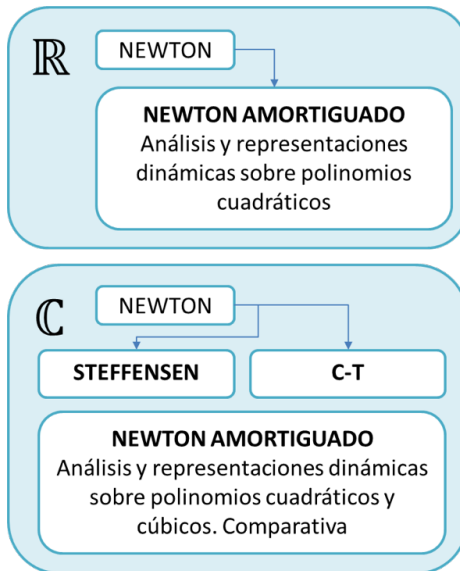 ℝ
NEWTON
NEWTON AMORTIGUADO
Análisis y representaciones
dinámicas sobre polinomios
cuadráticos
ℂ
NEWTON
STEFFENSEN
C-T
NEWTON AMORTIGUADO
Análisis y representaciones dinámicas
sobre polinomios cuadráticos y
cúbicos. Comparativa